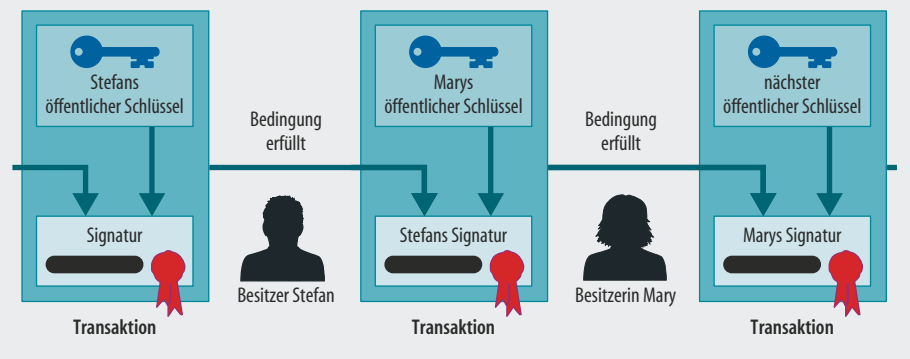 Stefans
öffentlicher Schlüssel
Bedingung
erfüllt
Marys
öffentlicher Schlüssel
Bedingung
erfüllt
nächster
öffentlicher Schlüssel
Signatur
Besitzer Stefan
Stefans Signatur
Besitzerin Mary
Marys Signatur
Transaktion
Transaktion
Transaktion